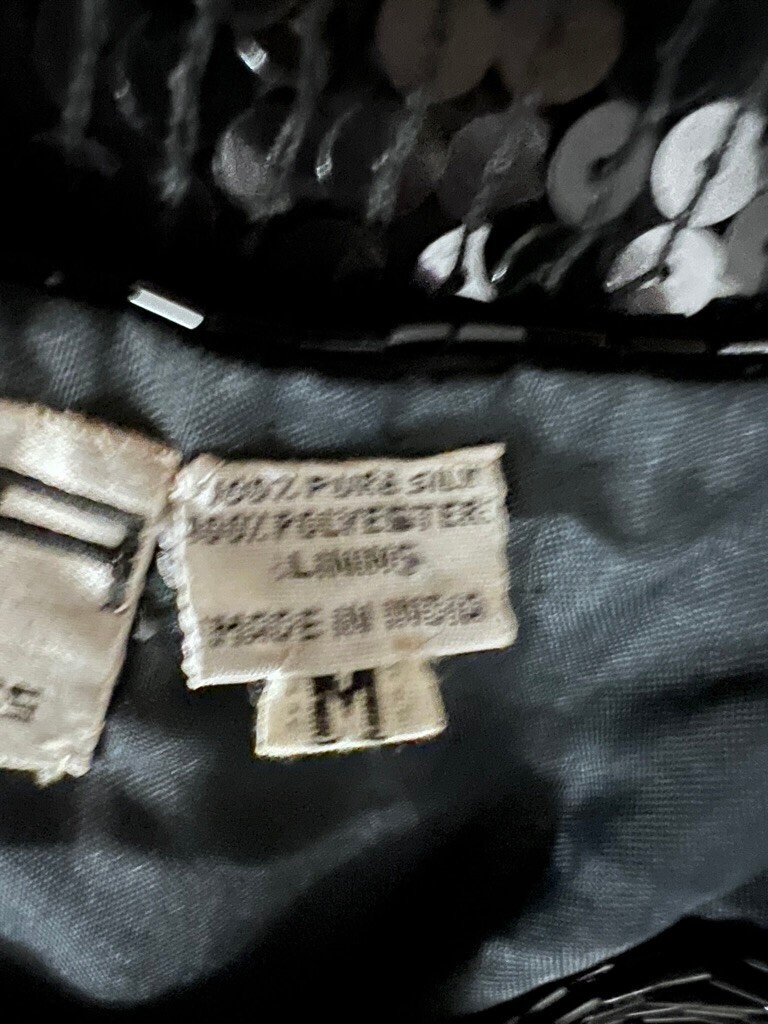 100% PURE SILK
100% POLYESTER
LINING
MADE IN INDIA
M